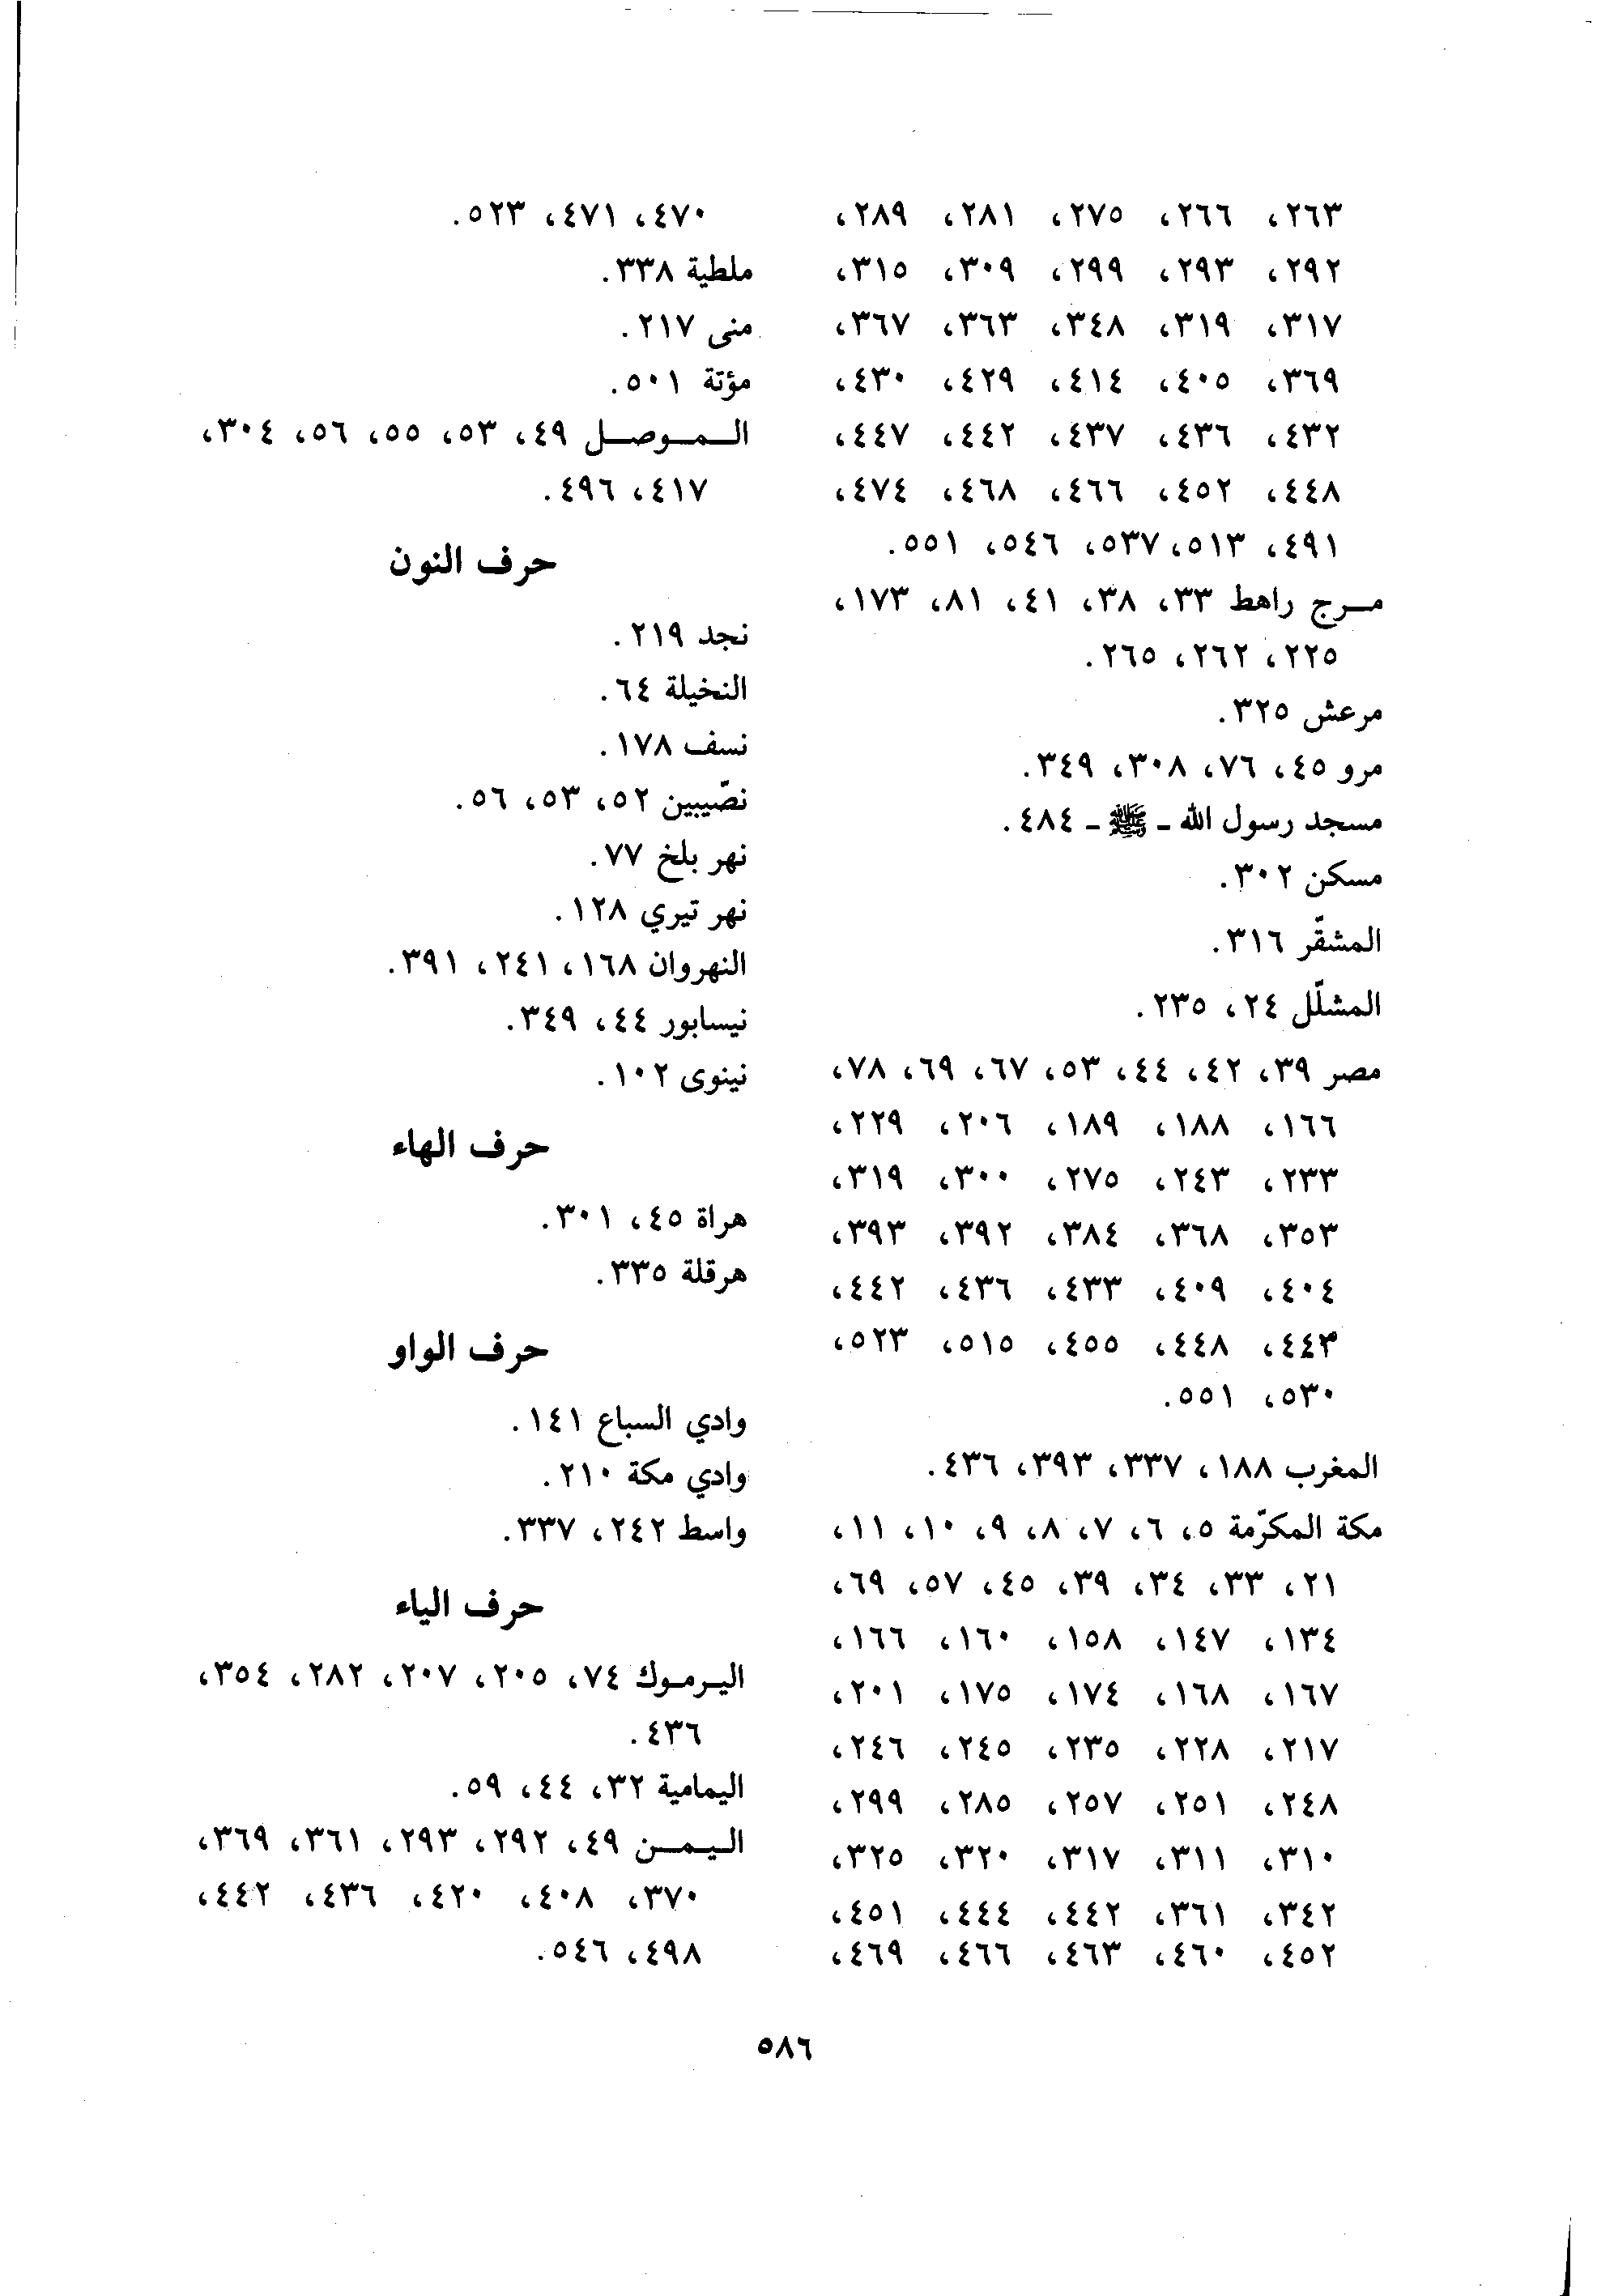 ٢٦٣، ٢٦٦، ٢٧٥، ٢٨١، ٢٨٩،
٢٩٢، ٢٩٣، ٢٩٩، ٣٠٩، ٣١٥،
٣١٧، ٣١٩، ٣٤٨، ٣٦٣، ٣٦٧،
٣٦٩، ٤٠٥، ٤١٤، ٤٢٩، ٤٣٠،
٤٣٢، ٤٣٦، ٤٣٧، ٤٤٢، ٤٤٧،
٤٤٨، ٤٥٢، ٤٦٦، ٤٦٨، ٤٧٤،
٤٩١، ٥١٣، ٥٣٧، ٥٤٦، ٥٥١.
مرج راهط ٣٣، ٣٨، ٤١، ٨١، ١٧٣،
٢٢٥، ٢٦٢، ٢٦٥.
مرعش ٣٢٥.
مرو ٤٥، ٧٦، ٣٠٨، ٣٤٩.
مسجد رسول الله - ﷺ - ٤٨٤.
مسكن ٣٠٢.
المشقّر ٣١٦.
المشلّل ٢٤، ٢٣٥.
مصر ٣٩، ٤٢، ٤٤، ٥٣، ٦٧، ٦٩، ٧٨،
١٦٦، ١٨٨، ١٨٩، ٢٠٦، ٢٢٩،
٢٣٣، ٢٤٣، ٢٧٥، ٣٠٠، ٣١٩،
٣٥٣، ٣٦٨، ٣٨٤، ٣٩٢، ٣٩٣،
٤٠٤، ٤٠٩، ٤٣٣، ٤٣٦، ٤٤٢،
٤٤٣، ٤٤٨، ٤٥٥، ٥١٥، ٥٢٣،
٥٣٠، ٥٥١.
المغرب ١٨٨، ٣٣٧، ٣٩٣، ٤٣٦.
مكة المكرّمة ٥، ٦، ٧، ٨، ٩، ١٠، ١١،
٢١، ٣٣، ٣٤، ٣٩، ٤٥، ٥٧، ٦٩،
١٣٤، ١٤٧، ١٥٨، ١٦٠، ١٦٦،
١٦٧، ١٦٨، ١٧٤، ١٧٥، ٢٠١،
٢١٧، ٢٢٨، ٢٣٥، ٢٤٥، ٢٤٦،
٢٤٨، ٢٥١، ٢٥٧، ٢٨٥، ٢٩٩،
٣١٠، ٣١١، ٣١٧، ٣٢٠، ٣٢٥،
٣٤٢، ٣٦١، ٤٤٢، ٤٤٤، ٤٥١،
٤٥٢، ٤٦٠، ٤٦٣، ٤٦٦، ٤٦٩،
٤٧٠، ٤٧١، ٥٢٣.
ملطية ٣٣٨.
منى ٢١٧.
مؤتة ٥٠١.
الموصل ٤٩، ٥٣، ٥٥، ٥٦، ٣٠٤،
٤١٧، ٤٩٦.
حرف النون
نجد ٢١٩.
النخيلة ٦٤.
نسف ١٧٨.
نصّيبين ٥٢، ٥٣، ٥٦.
نهر بلخ ٧٧.
نهر تيري ١٢٨.
النهروان ١٦٨، ٢٤١، ٣٩١.
نيسابور ٤٤، ٣٤٩.
نينوى ١٠٢.
حرف الهاء
هراة ٤٥، ٣٠١.
هرقلة ٣٣٥.
حرف الواو
وادي السباع ١٤١.
وادي مكة ٢١٠.
واسط ٢٤٢، ٣٣٧.
حرف الياء
اليرموك ٧٤، ٢٠٥، ٢٠٧، ٢٨٢، ٣٥٤،
٤٣٦.
اليمامية ٣٢، ٤٤، ٥٩.
اليمن ٤٩، ٢٩٢، ٢٩٣، ٣٦١، ٣٦٩،
٣٧٠، ٤٠٨، ٤٢٠، ٤٣٦، ٤٤٢،
٤٩٨، ٥٤٦.
٥٨٦